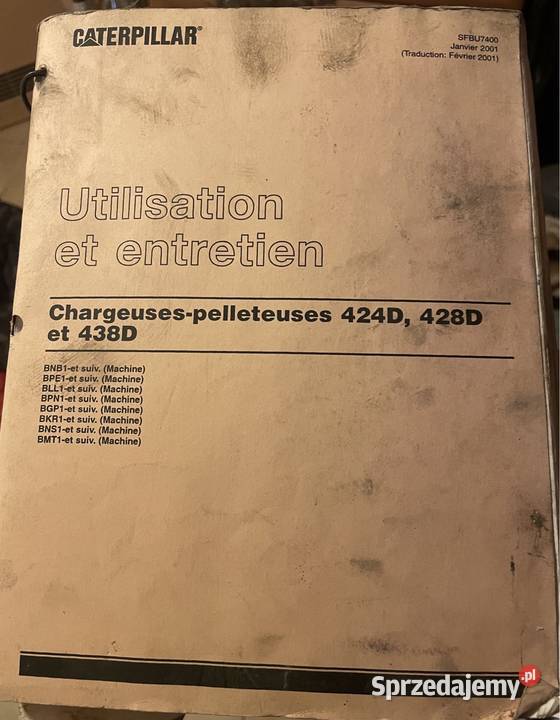 CATERPILLAR®
SFBU7400
Janvier 2001
(Traduction: Février 2001)
Utilisation
et entretien
Chargeuses-pelleteuses 424D, 428D
et 438D
BNB1-et suiv. (Machine)
BPE1-et suiv. (Machine)
BLL1-et suiv. (Machine)
BPN1-et suiv. (Machine)
BGP1-et suiv. (Machine)
BKR1-et suiv. (Machine)
BNS1-et suiv. (Machine)
BMT1-et suiv. (Machine)
Sprzedajemy.pl